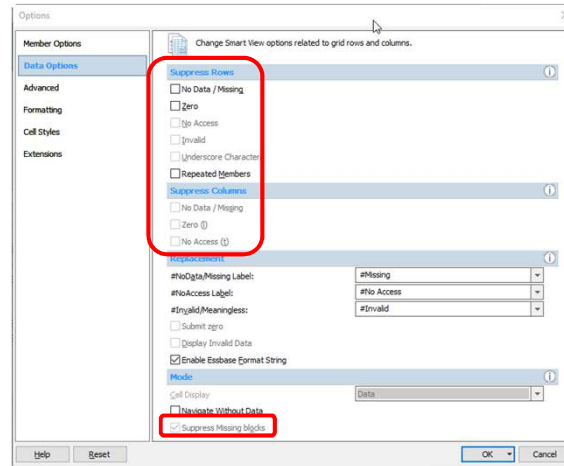 Options
Member Options
Data Options
Advanced
Formatting
Cell Styles
Extensions
Change Smart View options related to grid rows and columns.
Suppress Rows
No Data / Missing
Zero
No Access
Invalid
Underscore Character
Repeated Members
Suppress Columns
No Data / Missing
Zero (l)
No Access (t)
Replacement
#NoData/Missing Label: #Missing
#NoAccess Label: #No Access
#Invalid/Meaningless: #Invalid
Submit zero
Display Invalid Data
Enable Essbase Format String
Mode
Cell Display Data
Navigate Without Data
Suppress Missing blocks
Help Reset OK Cancel